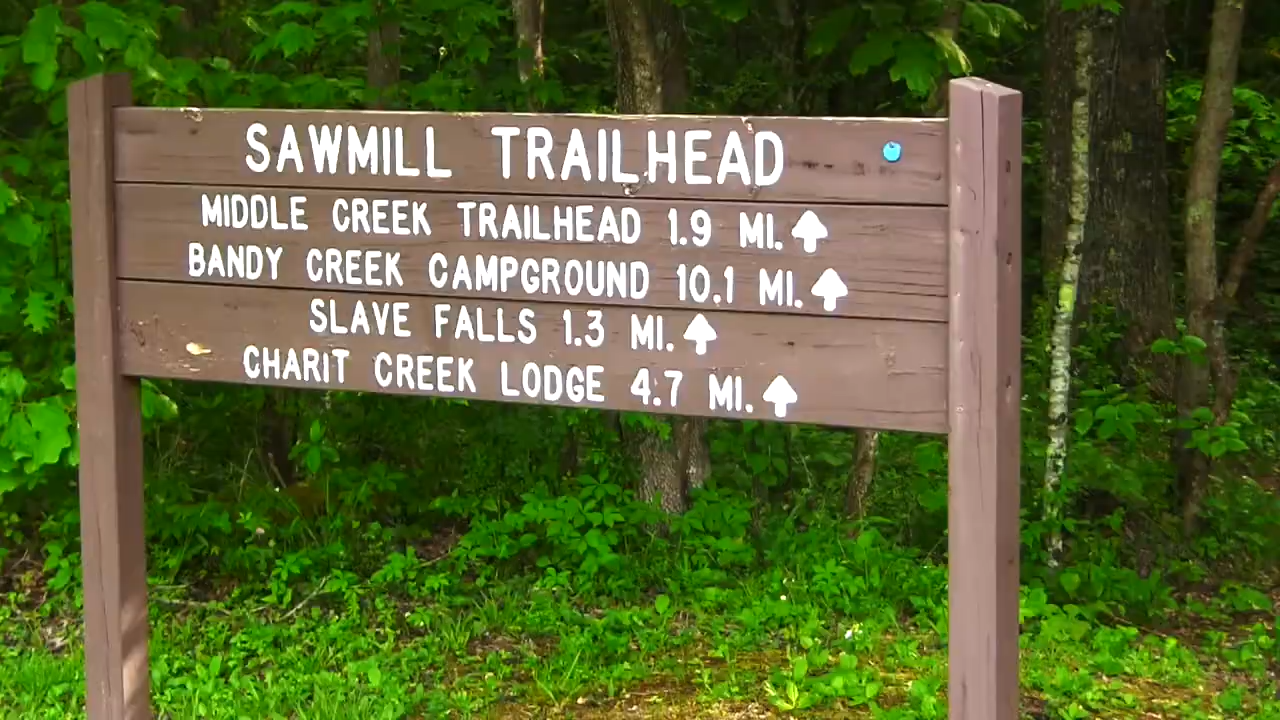 SAWMILL TRAILHEAD
MIDDLE CREEK TRAILHEAD 1.9 MI.
BANDY CREEK CAMPGROUND 10.1 MI.
SLAVE FALLS 1.3 MI.
CHARIT CREEK LODGE 4.7 MI.